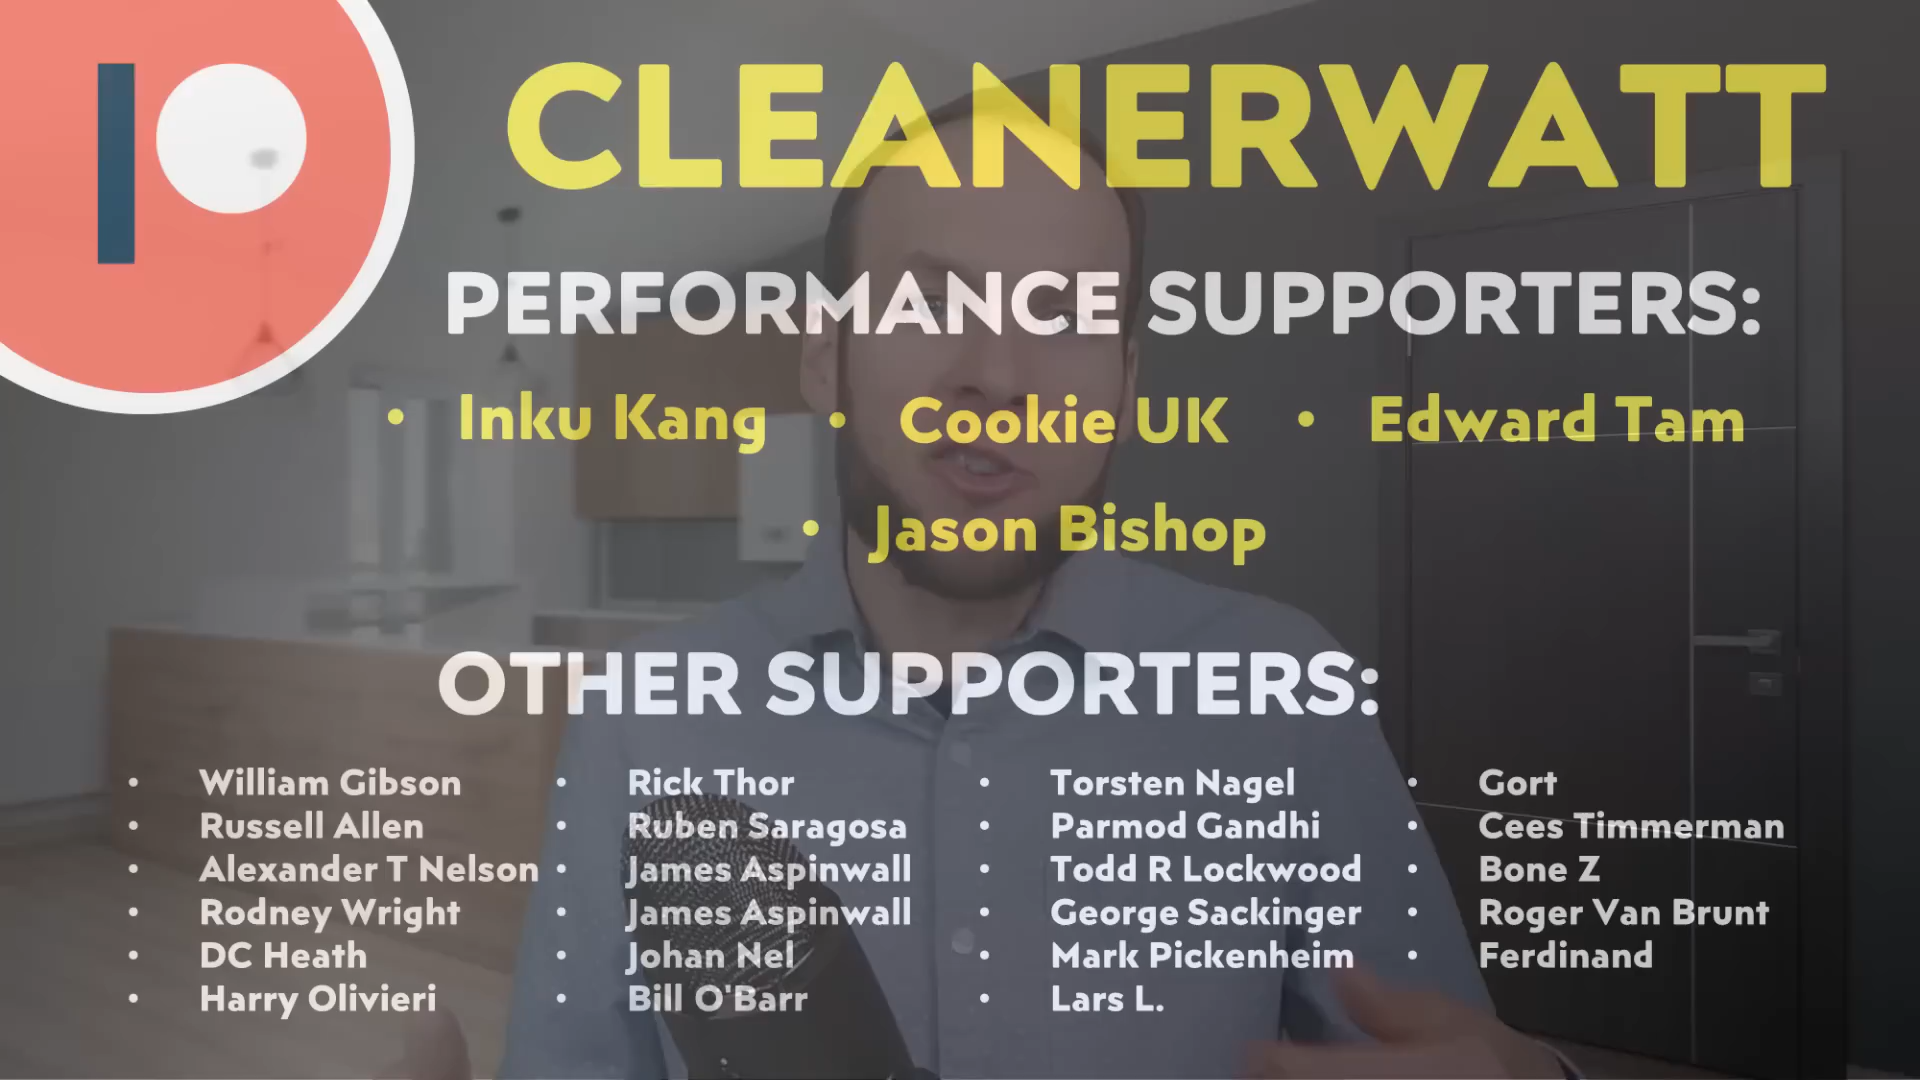 CLEANERWATT
PERFORMANCE SUPPORTERS:
• Inku Kang • Cookie UK • Edward Tam
• Jason Bishop
OTHER SUPPORTERS:
• William Gibson
• Russell Allen
• Alexander T Nelson
• Rodney Wright
• DC Heath
• Harry Olivieri
• Rick Thor
• Ruben Saragosa
• James Aspinwall
• James Aspinwall
• Johan Nel
• Bill O'Barr
• Torsten Nagel
• Parmod Gandhi
• Todd R Lockwood
• George Sackinger
• Mark Pickenheim
• Lars L.
• Gort
• Cees Timmerman
• Bone Z
• Roger Van Brunt
• Ferdinand